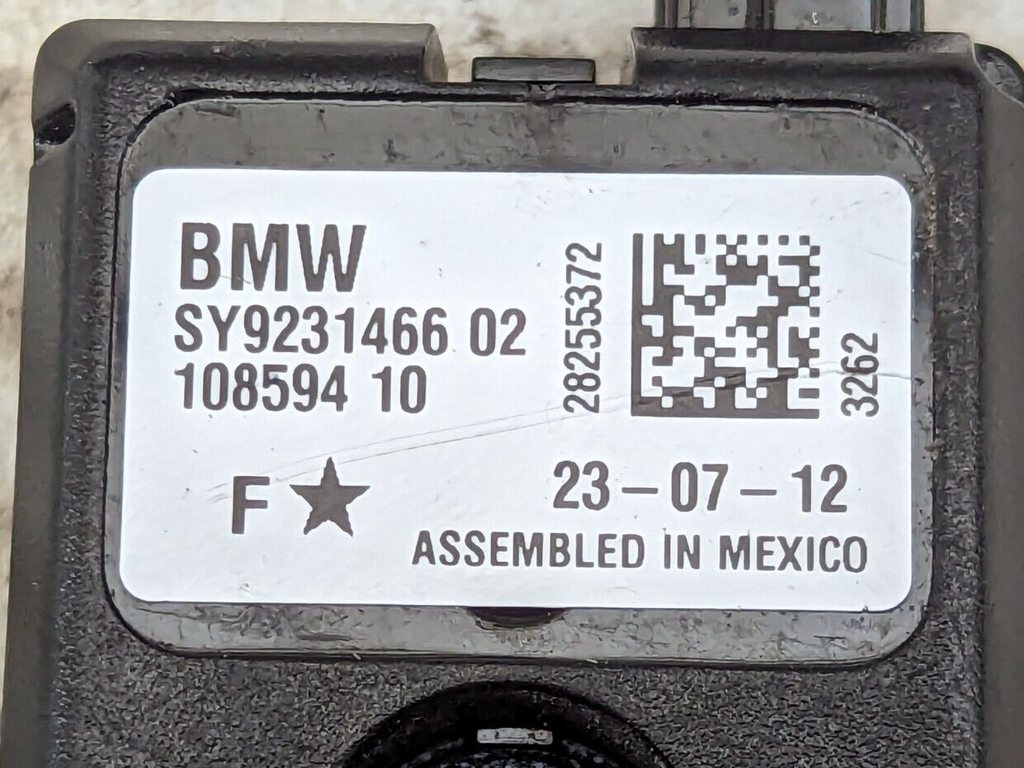 BMW
SY9231466 02
108594 10
28255372
3262
F★
23-07-12
ASSEMBLED IN MEXICO